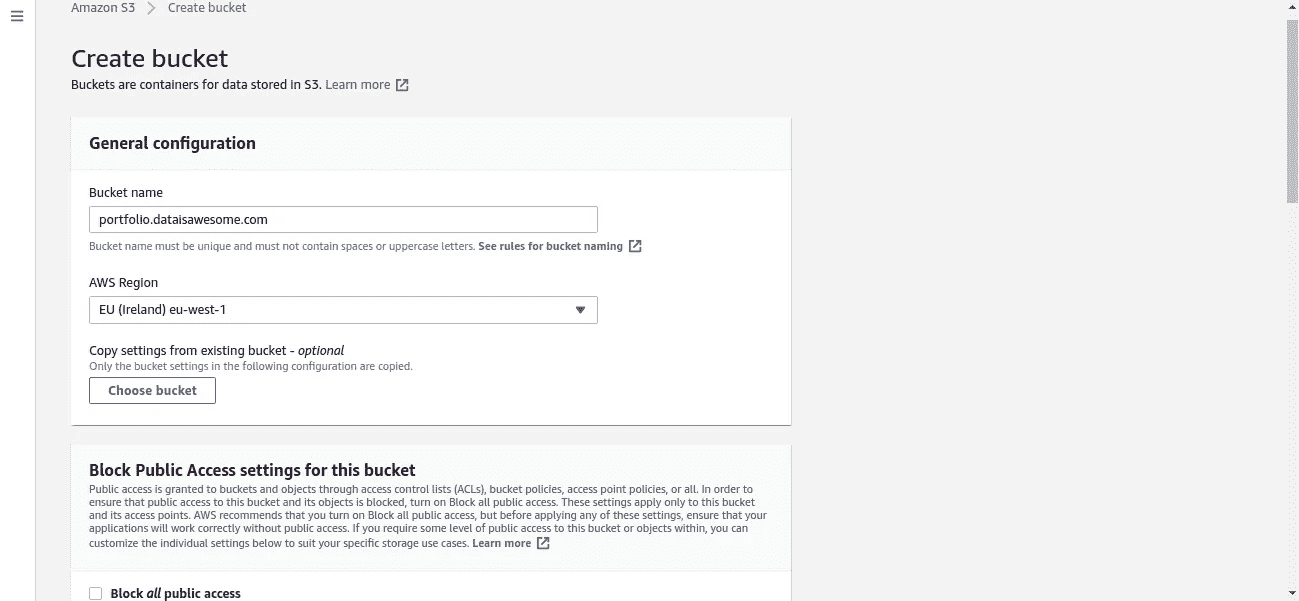 Amazon S3 > Create bucket
Create bucket
Buckets are containers for data stored in S3. Learn more
General configuration
Bucket name
portfolio.dataisawesome.com
Bucket name must be unique and must not contain spaces or uppercase letters. See rules for bucket naming
AWS Region
EU (Ireland) eu-west-1
Copy settings from existing bucket - optional
Only the bucket settings in the following configuration are copied.
Choose bucket
Block Public Access settings for this bucket
Public access is granted to buckets and objects through access control lists (ACLs), bucket policies, access point policies, or all. In order to
ensure that public access to this bucket and its objects is blocked, turn on Block all public access. These settings apply only to this bucket
and its access points. AWS recommends that you turn on Block all public access, but before applying any of these settings, ensure that your
applications will work correctly without public access. If you require some level of public access to this bucket or objects within, you can
customize the individual settings below to suit your specific storage use cases. Learn more
Block all public access